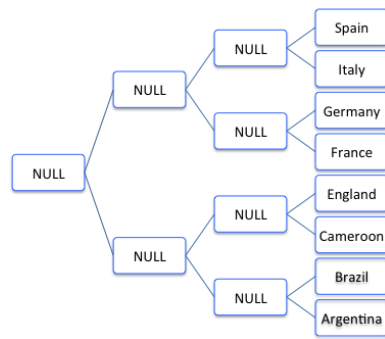 Spain
NULL
Italy
NULL
Germany
NULL
France
NULL
England
NULL
Cameroon
NULL
Brazil
NULL
Argentina